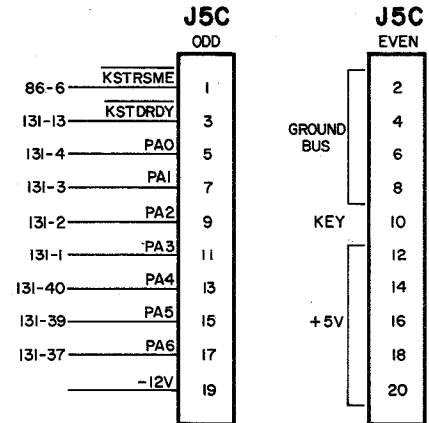 J5C
ODD
86-6 KSTRSME 1
131-13 KSTDRDY 3
131-4 PA0 5
131-3 PA1 7
131-2 PA2 9
131-1 PA3 11
131-40 PA4 13
131-39 PA5 15
131-37 PA6 17
-12V 19
J5C
EVEN
2
4
GROUND
BUS
6
8
KEY 10
12
14
+5V 16
18
20